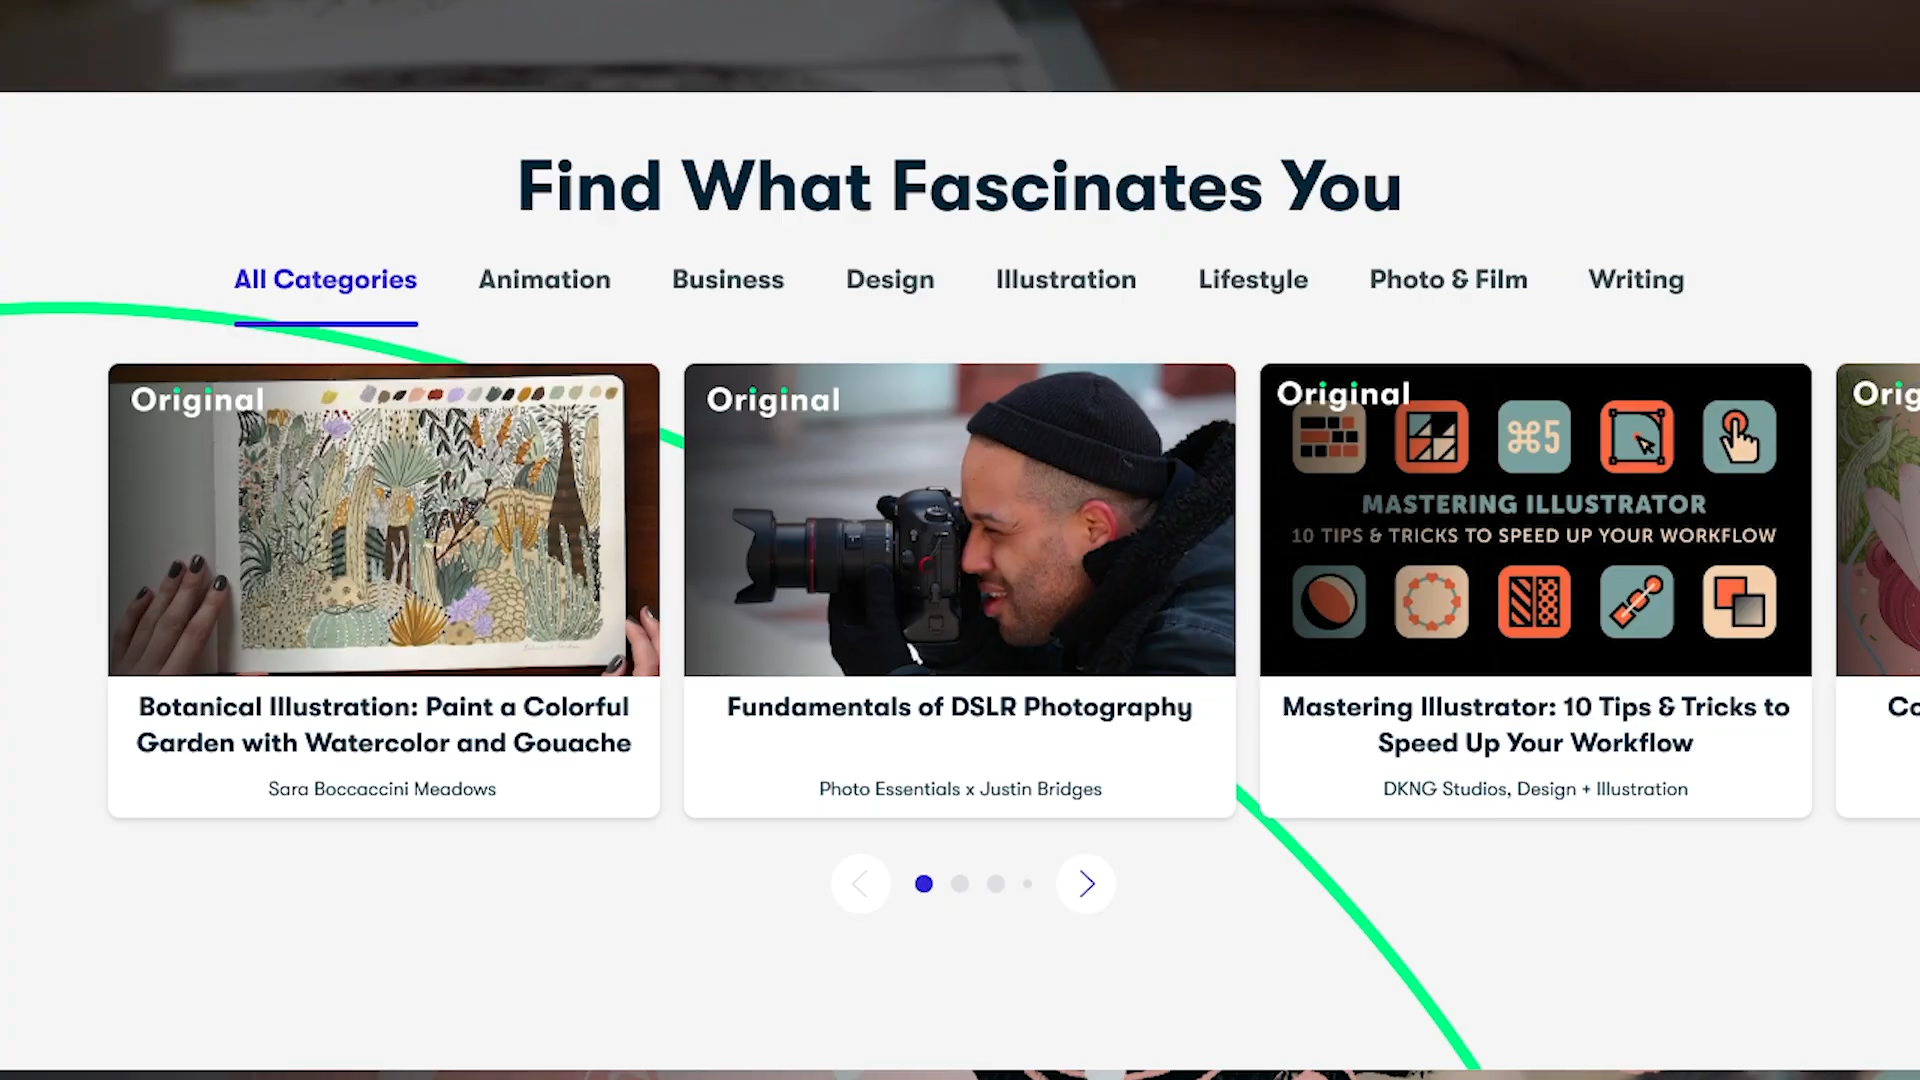 Find What Fascinates You
All Categories Animation Business Design Illustration Lifestyle Photo & Film Writing
Original
Botanical Illustration: Paint a Colorful
Garden with Watercolor and Gouache
Sara Boccaccini Meadows
Original
Fundamentals of DSLR Photography
Photo Essentials x Justin Bridges
Original
⌘5
MASTERING ILLUSTRATOR
10 TIPS & TRICKS TO SPEED UP YOUR WORKFLOW
Mastering Illustrator: 10 Tips & Tricks to
Speed Up Your Workflow
DKNG Studios, Design + Illustration
Orig
Co